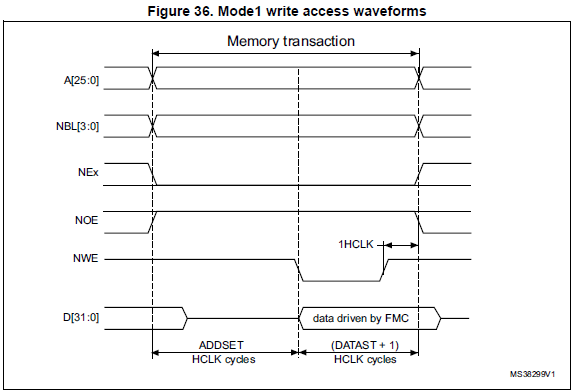 Figure 36. Mode1 write access waveforms
Memory transaction
A[25:0]
NBL[3:0]
NEx
NOE
1HCLK
NWE
D[31:0]
data driven by FMC
ADDSET
HCLK cycles
(DATAST + 1)
HCLK cycles
MS38299V1